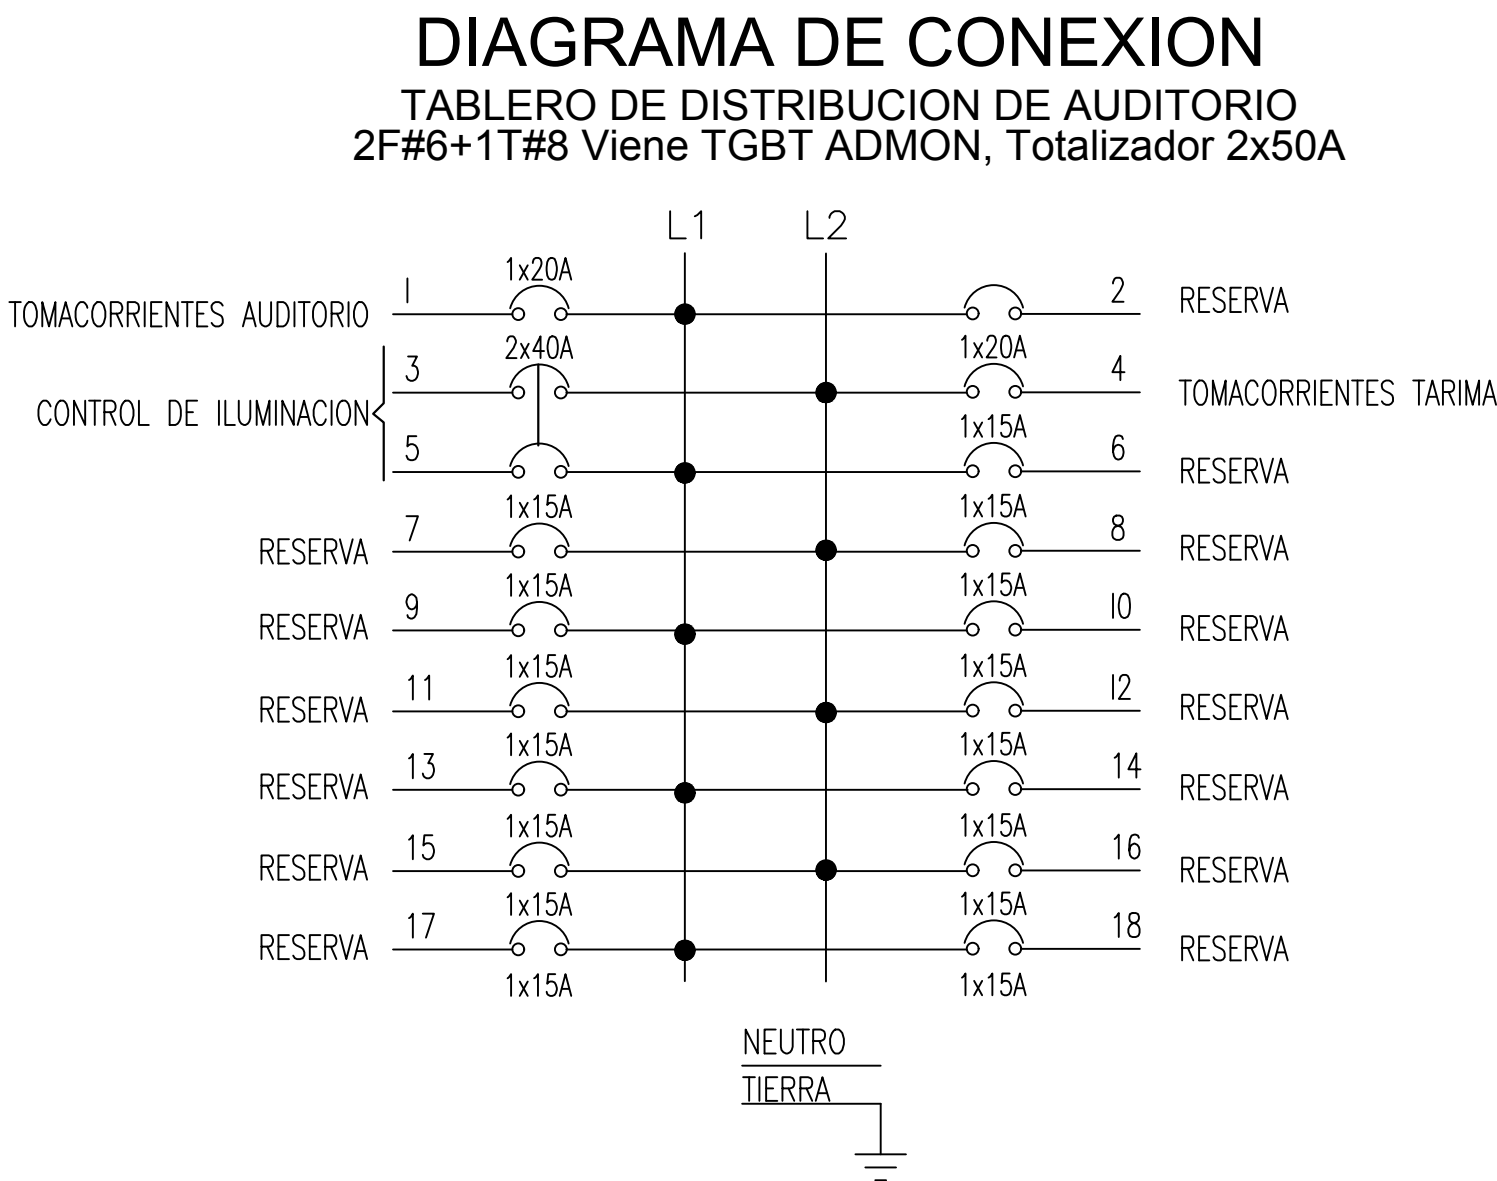 DIAGRAMA DE CONEXION
TABLERO DE DISTRIBUCION DE AUDITORIO
2F#6+1T#8 Viene TGBT ADMON, Totalizador 2x50A
L1 L2
TOMACORRIENTES AUDITORIO 1 1x20A 2 RESERVA
CONTROL DE ILUMINACION 3 2x40A 1x20A 4 TOMACORRIENTES TARIMA
5 1x15A 6 RESERVA
RESERVA 7 1x15A 1x15A 8 RESERVA
RESERVA 9 1x15A 1x15A 10 RESERVA
RESERVA 11 1x15A 1x15A 12 RESERVA
RESERVA 13 1x15A 1x15A 14 RESERVA
RESERVA 15 1x15A 1x15A 16 RESERVA
RESERVA 17 1x15A 1x15A 18 RESERVA
1x15A 1x15A
NEUTRO
TIERRA